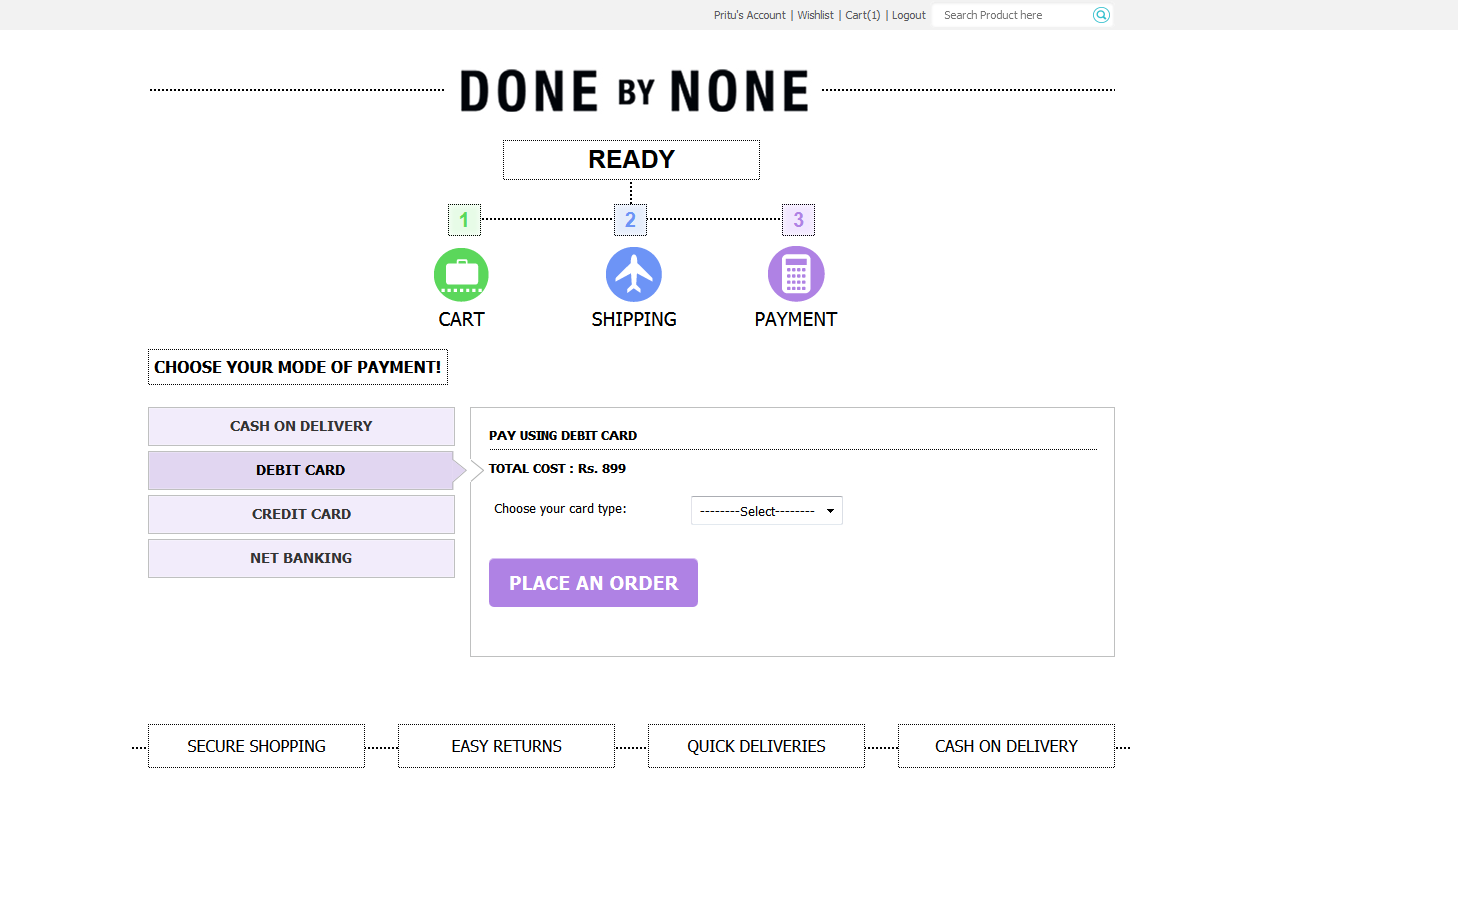 Pritu's Account | Wishlist | Cart(1) | Logout Search Product here
DONE BY NONE
READY
1 2 3
CART SHIPPING PAYMENT
CHOOSE YOUR MODE OF PAYMENT!
CASH ON DELIVERY
DEBIT CARD
CREDIT CARD
NET BANKING
PAY USING DEBIT CARD
TOTAL COST : Rs. 899
Choose your card type: --------Select--------
PLACE AN ORDER
SECURE SHOPPING EASY RETURNS QUICK DELIVERIES CASH ON DELIVERY